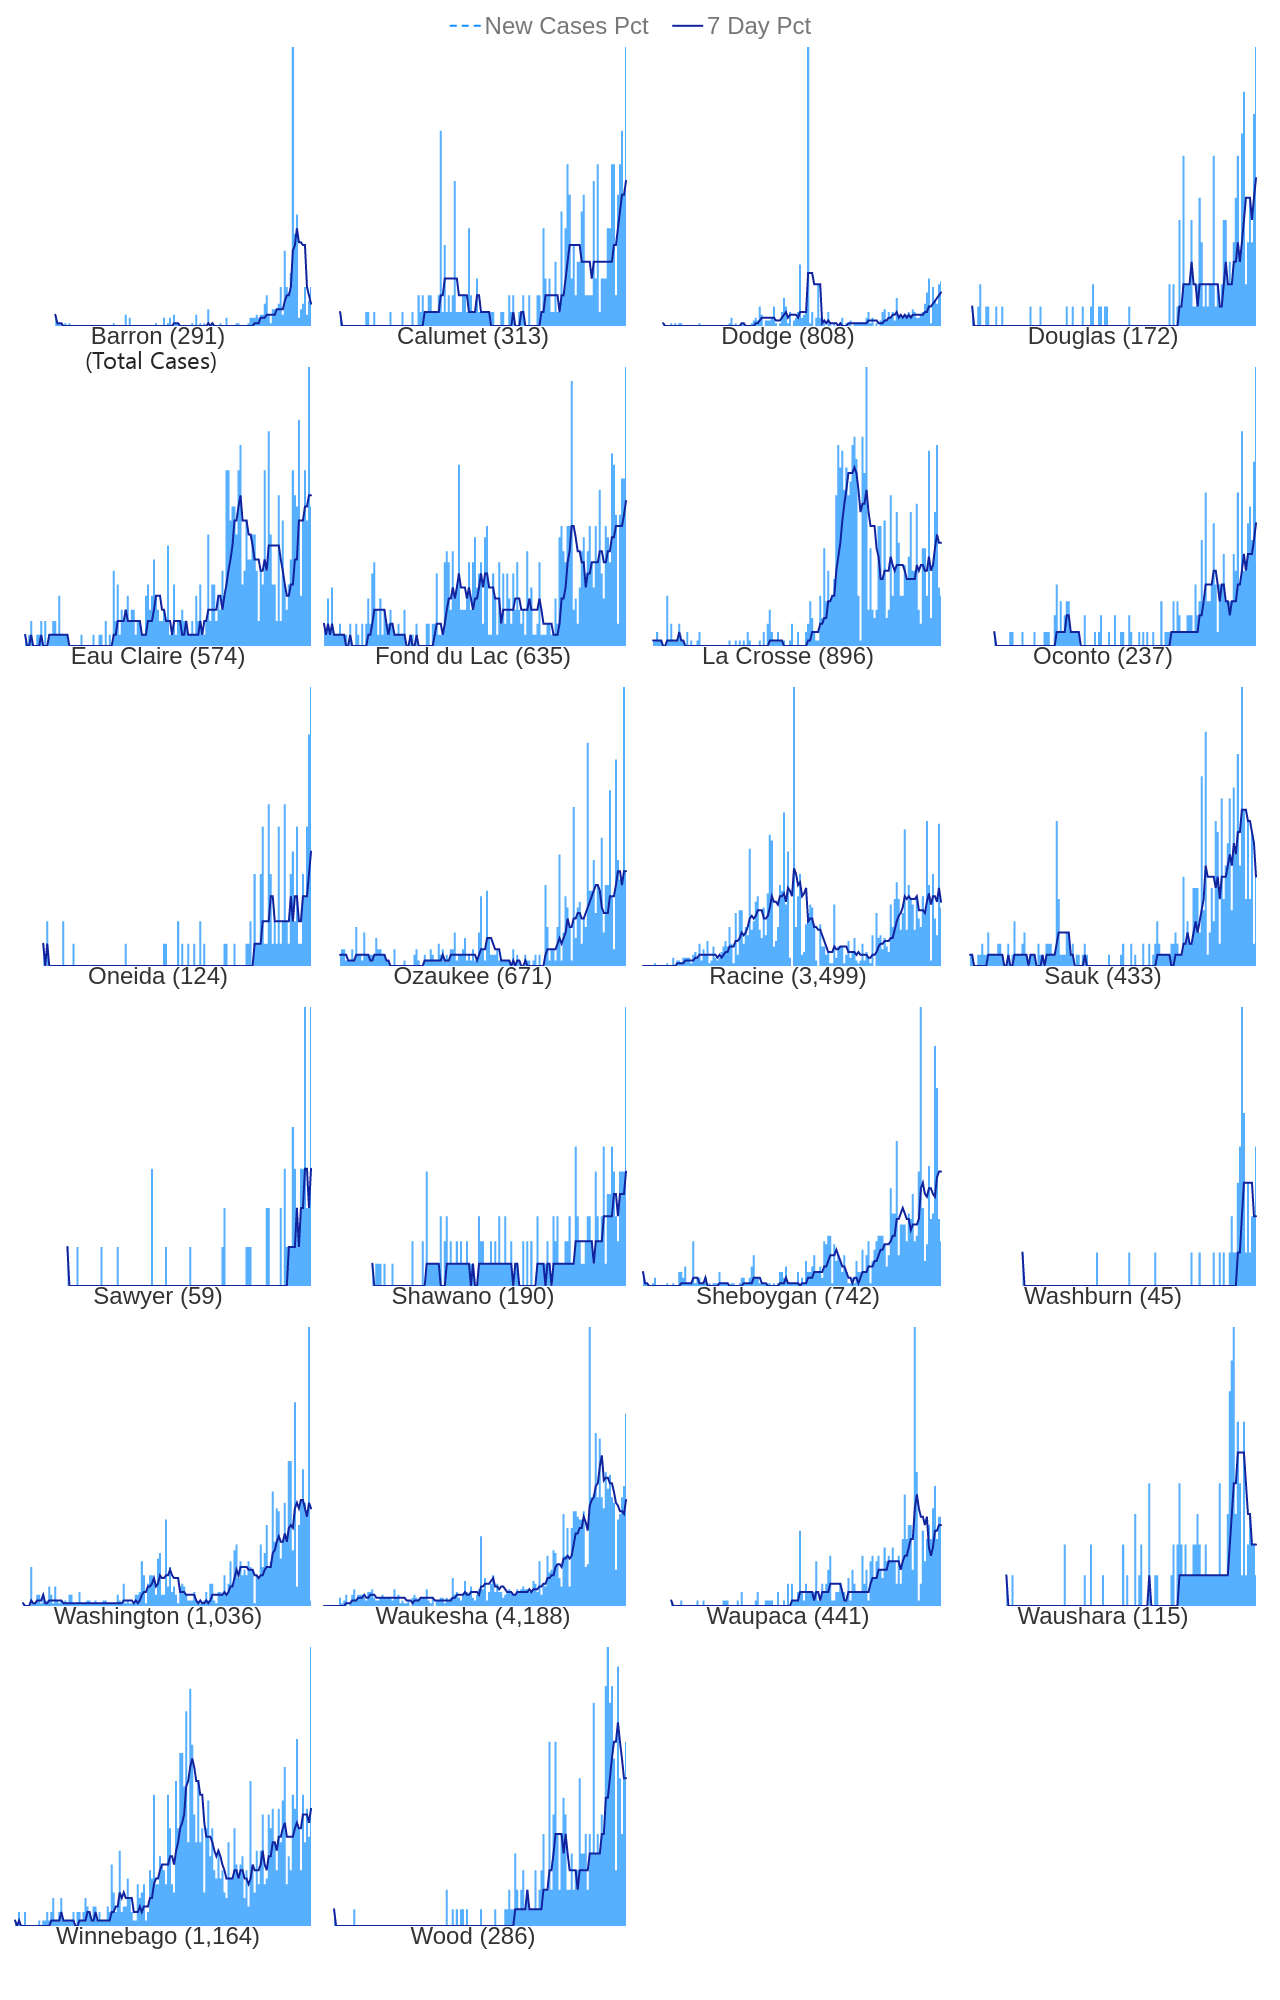 New Cases Pct 7 Day Pct
Barron (291) Calumet (313) Dodge (808) Douglas (172)
(Total Cases)
Eau Claire (574) Fond du Lac (635) La Crosse (896) Oconto (237)
Oneida (124) Ozaukee (671) Racine (3,499) Sauk (433)
Sawyer (59) Shawano (190) Sheboygan (742) Washburn (45)
Washington (1,036) Waukesha (4,188) Waupaca (441) Waushara (115)
Winnebago (1,164) Wood (286)